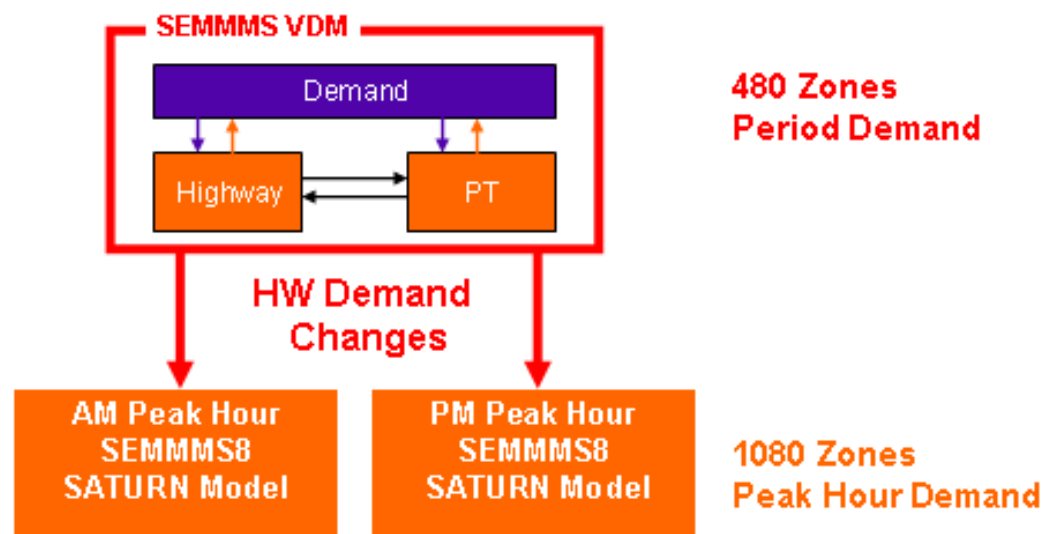 SEMMMS VDM
Demand
Highway
PT
480 Zones
Period Demand
HW Demand
Changes
AM Peak Hour
SEMMMS8
SATURN Model
PM Peak Hour
SEMMMS8
SATURN Model
1080 Zones
Peak Hour Demand